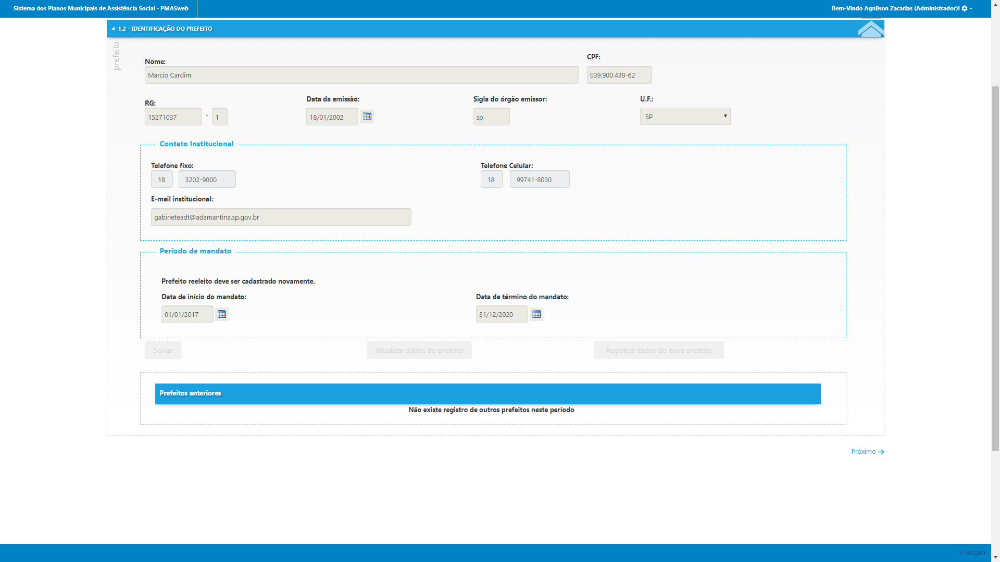 Sistema dos Planos Municipais de Assistência Social - PMASweb
Bem-Vindo Agnilson Zacarias (Administrador)!
1.2 - IDENTIFICAÇÃO DO PREFEITO
prefeito
Nome:
CPF:
Marcio Cardim
039.900.438-62
RG:
Data da emissão:
Sigla do órgão emissor:
U.F.:
15271037 - 1
18/01/2002
sp
SP
Contato Institucional
Telefone fixo:
Telefone Celular:
18 3202-9000
18 99741-8030
E-mail institucional:
gabineteadt@adamantina.sp.gov.br
Período de mandato
Prefeito reeleito deve ser cadastrado novamente.
Data de início do mandato:
Data de término do mandato:
01/01/2017
31/12/2020
Salvar
Atualizar dados do prefeito
Registrar dados do novo prefeito
Prefeitos anteriores
Não existe registro de outros prefeitos neste período
Próximo
V. 19.8.29.1